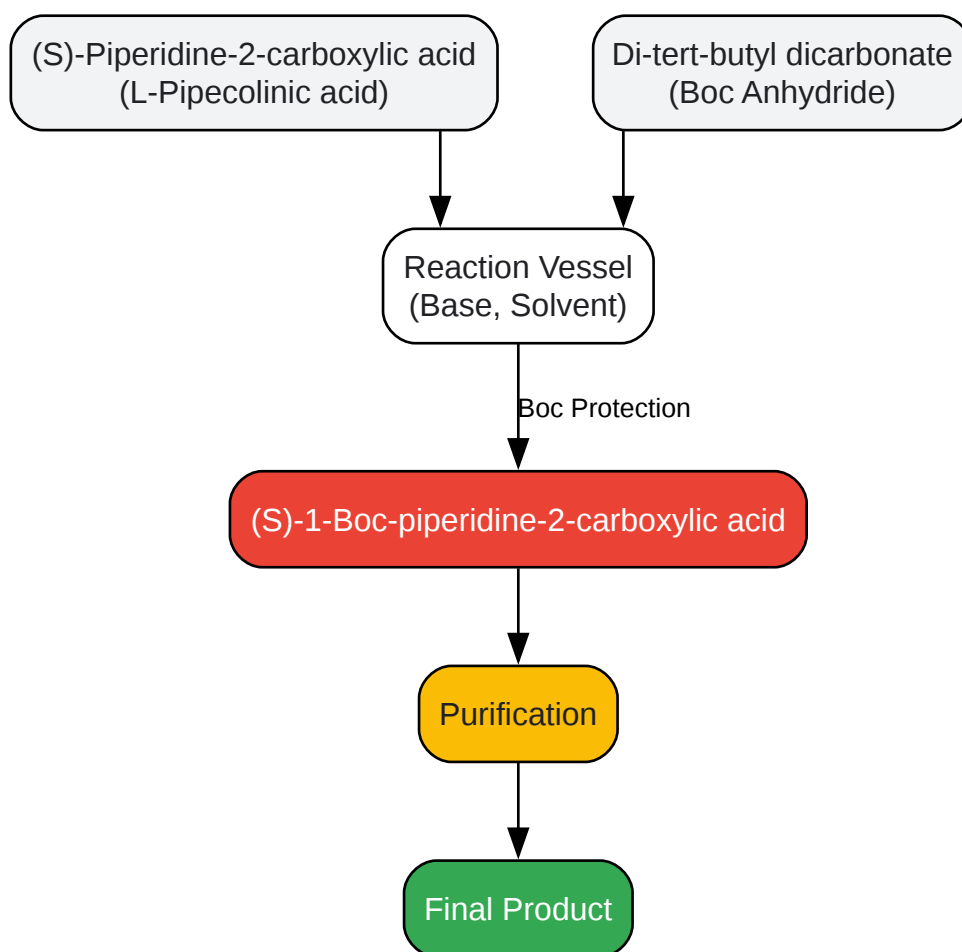 (S)-Piperidine-2-carboxylic acid
(L-Pipecolinic acid)
Di-tert-butyl dicarbonate
(Boc Anhydride)
Reaction Vessel
(Base, Solvent)
Boc Protection
(S)-1-Boc-piperidine-2-carboxylic acid
Purification
Final Product